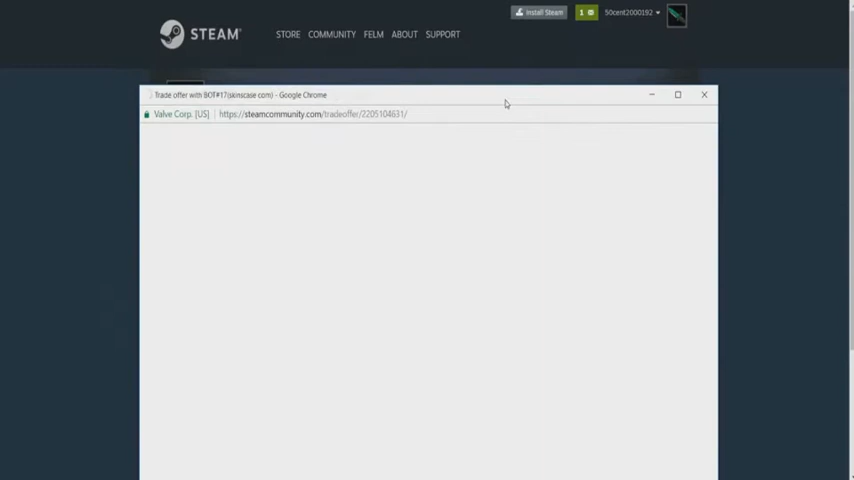 STEAM®
STORE COMMUNITY FELM ABOUT SUPPORT
Install Steam
1
50cent2000192
Trade offer with BOT#17(skinscase com) - Google Chrome
Valve Corp. [US] https://steamcommunity.com/tradeoffer/2205104631/